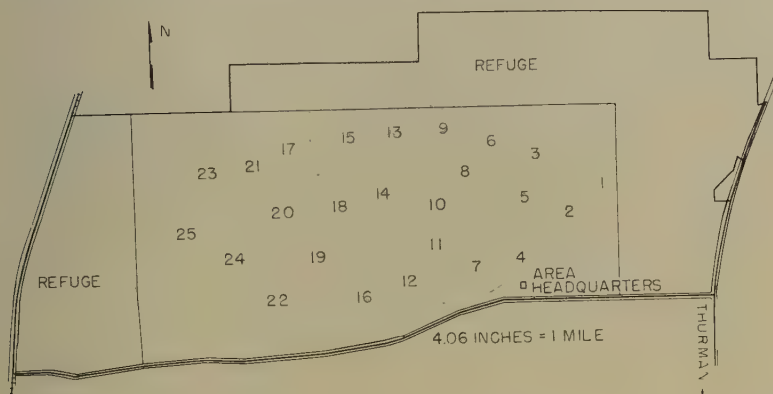 N
REFUGE
17 15 13 9 6 3
23 21 8 1
20 18 14 10 5 2
25 24 19 11 7 4
22 16 12
REFUGE
AREA
HEADQUARTERS
4.06 INCHES = 1 MILE
THURMAN